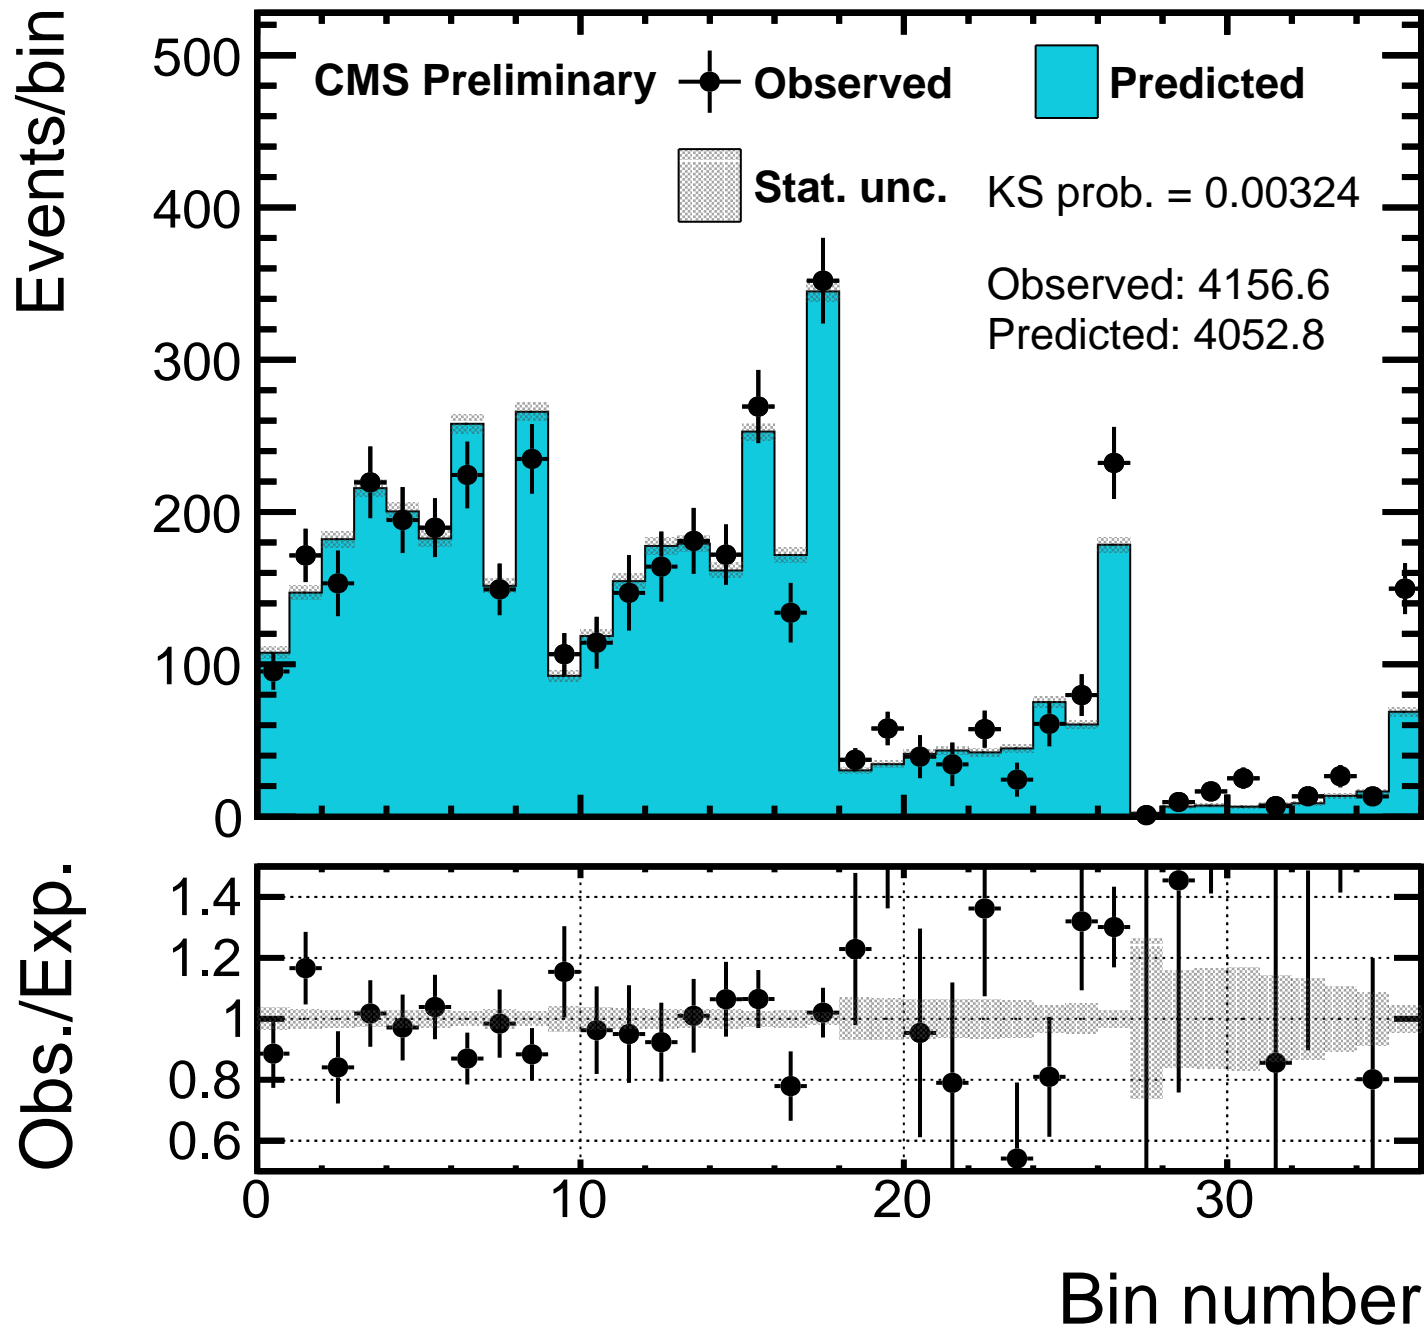 Events/bin
500
400
300
200
100
0
CMS Preliminary
Observed
Predicted
Stat. unc.
KS prob. = 0.00324
Observed: 4156.6
Predicted: 4052.8
Obs./Exp.
1.4
1.2
1
0.8
0.6
0 10 20 30
Bin number